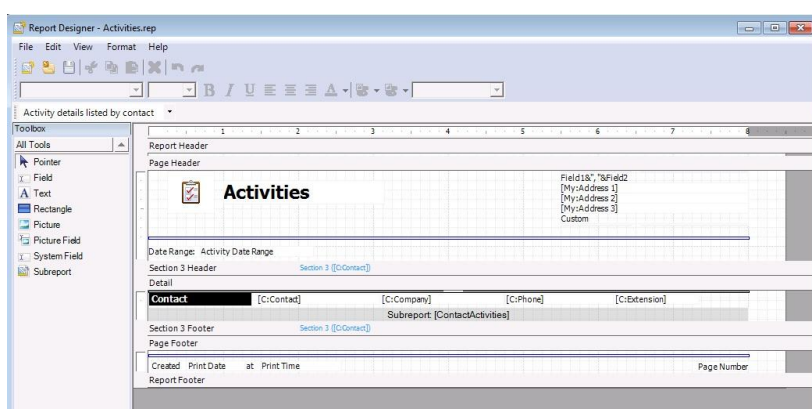 Report Designer - Activities.rep
File Edit View Format Help
B I U A
Activity details listed by contact
Toolbox
All Tools
Pointer
Field
Text
Rectangle
Picture
Picture Field
System Field
Subreport
1 2 3 4 5 6 7 8
Report Header
Page Header
Activities
Field1&", "&Field2
[My:Address 1]
[My:Address 2]
[My:Address 3]
Custom
Date Range: Activity Date Range
Section 3 Header Section 3 ([C:Contact])
Detail
Contact [C:Contact] [C:Company] [C:Phone] [C:Extension]
Subreport: [ContactActivities]
Section 3 Footer Section 3 ([C:Contact])
Page Footer
Created Print Date at Print Time Page Number
Report Footer